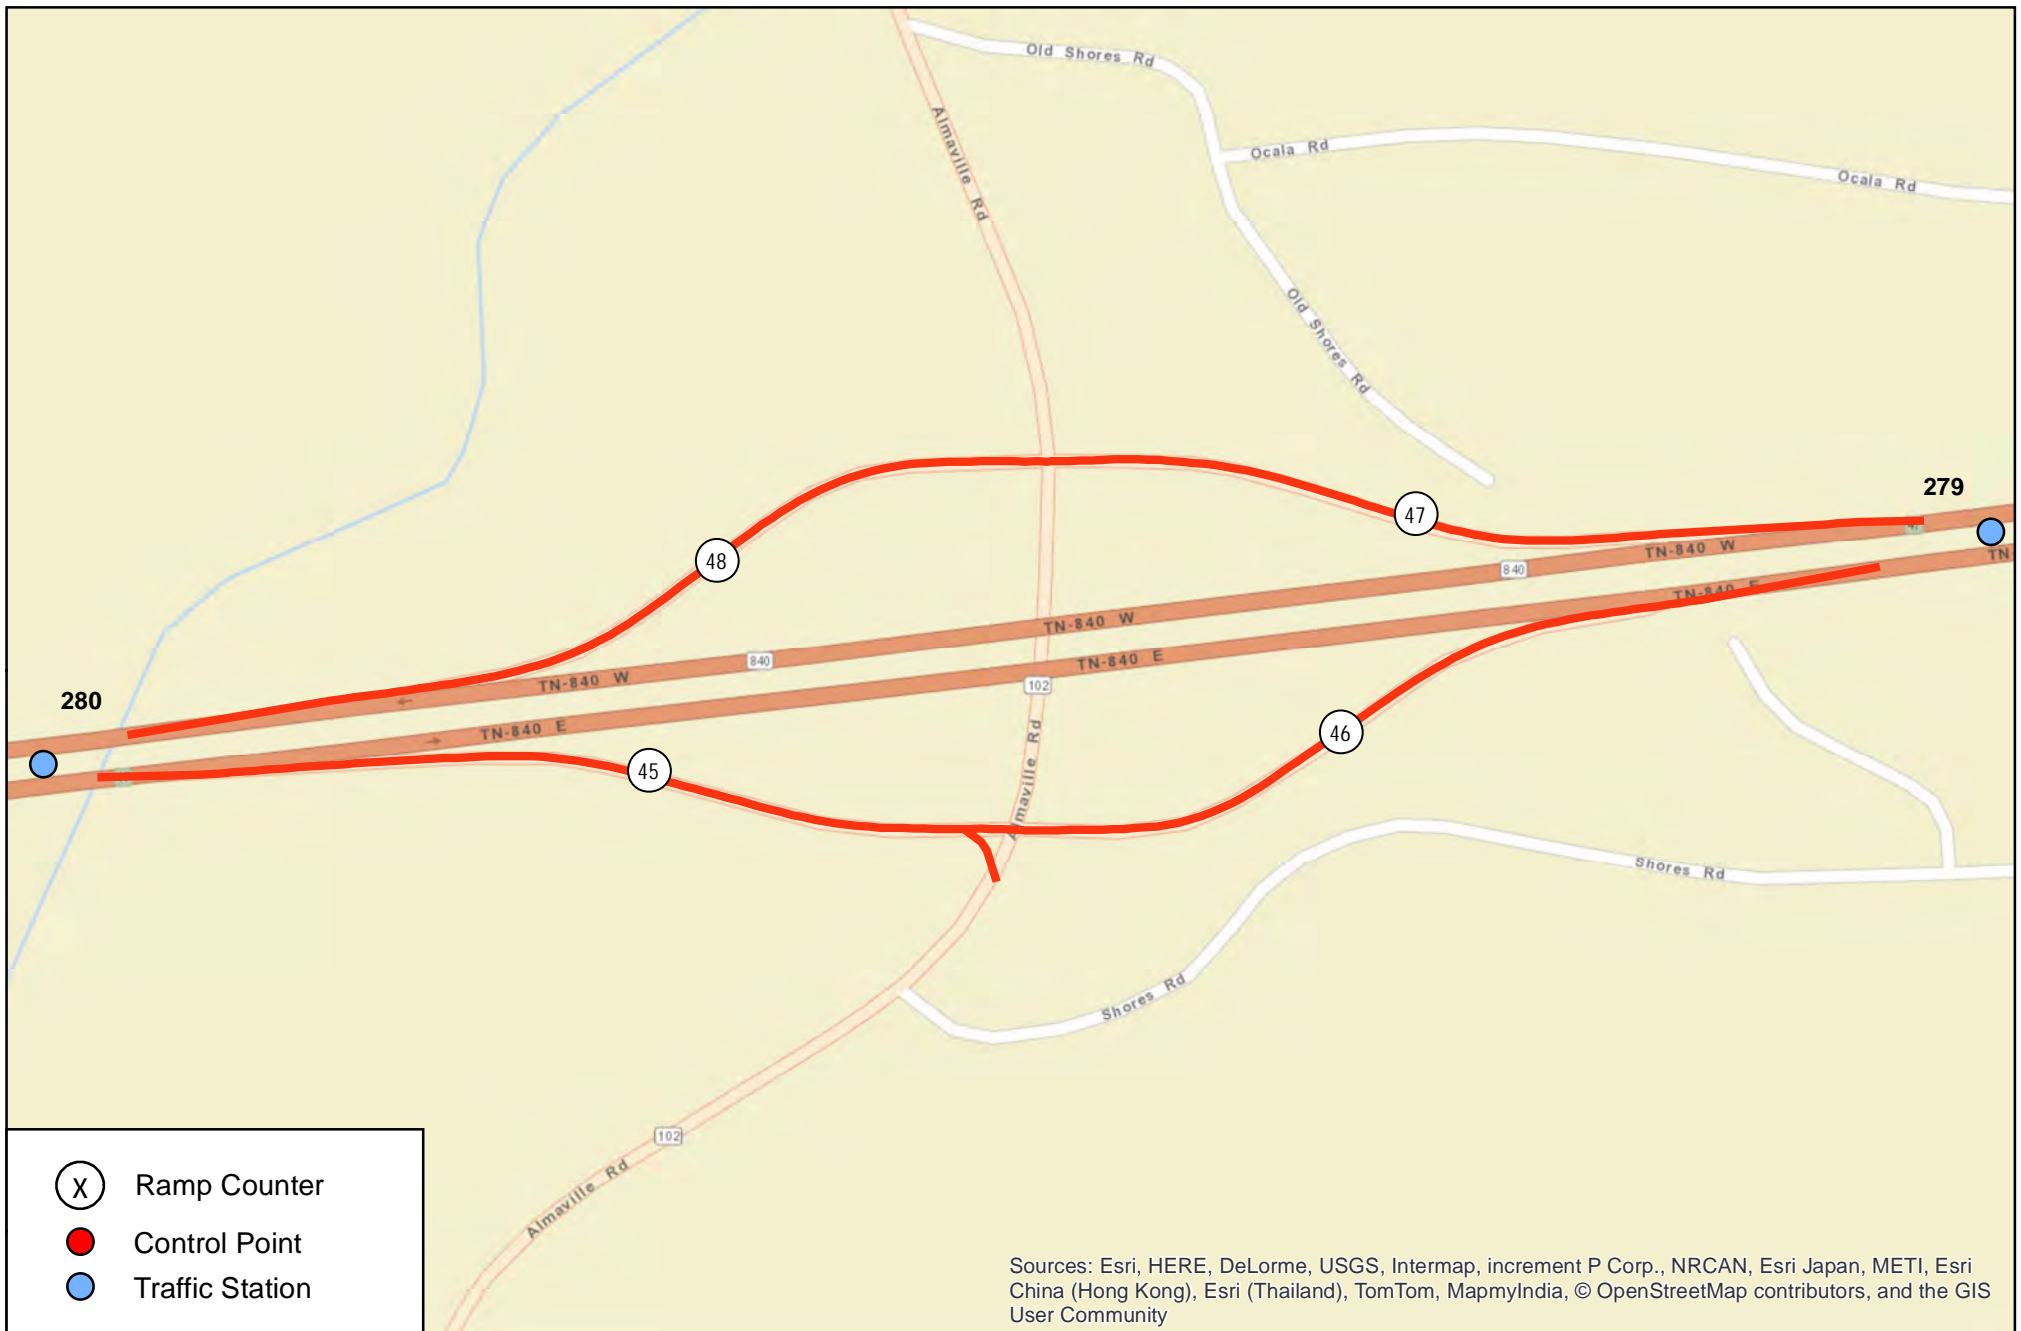 Old Shores Rd
Almaville Rd
Ocala Rd
Ocala Rd
Old Shores Rd
279
47
TN-840 W
TN-
840
48
TN-840 E
TN-840 W
840
TN-840 E
TN-840 W
102
280
TN-840 E
46
45
Almaville Rd
Shores Rd
Shores Rd
102
Almaville Rd
X Ramp Counter
Control Point
Traffic Station
Sources: Esri, HERE, DeLorme, USGS, Intermap, increment P Corp., NRCAN, Esri Japan, METI, Esri
China (Hong Kong), Esri (Thailand), TomTom, MapmyIndia, © OpenStreetMap contributors, and the GIS
User Community